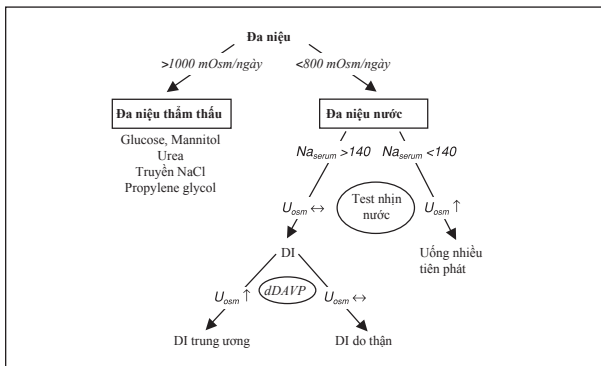 Đa niệu
>1000 mOsm/ngày <800 mOsm/ngày
Đa niệu thẩm thấu
Đa niệu nước
Glucose, Mannitol
Urea
Truyền NaCl
Propylene glycol
Na serum >140 Na serum <140
Test nhịn
nước
U osm ↔ U osm ↑
Uống nhiều
tiên phát
DI
U osm ↑ dDAVP U osm ↔
DI trung ương DI do thận